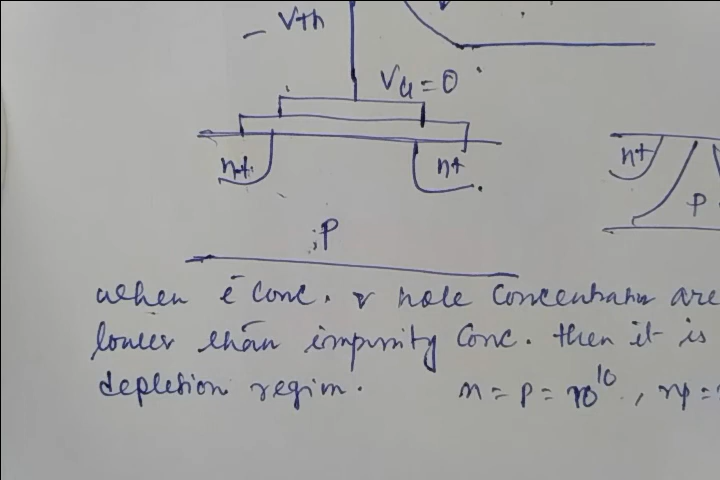 – Vth
VG = 0
n+ n+ n+
P P
when ē conc. & hole concentration are
lower than impurity conc. then it is
depletion region.
n = p = 10^10, np =